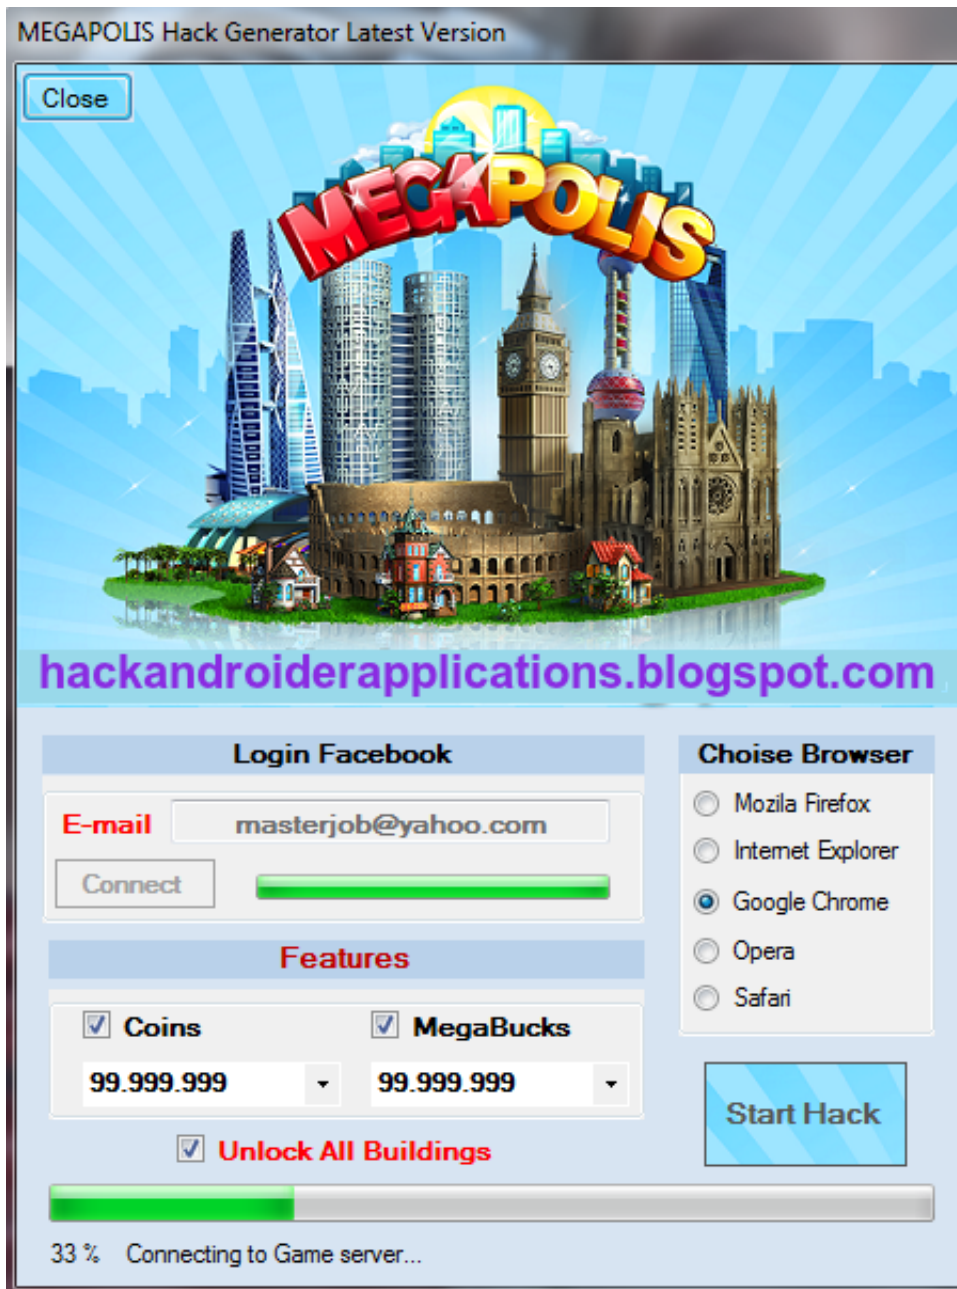 MEGAPOLIS Hack Generator Latest Version
Close
MEGAPOLIS
hackandroiderapplications.blogspot.com
Login Facebook
E-mail
masterjob@yahoo.com
Connect
Choise Browser
Mozila Firefox
Internet Explorer
Google Chrome
Opera
Safari
Features
Coins
MegaBucks
99.999.999
99.999.999
Unlock All Buildings
Start Hack
33 % Connecting to Game server...